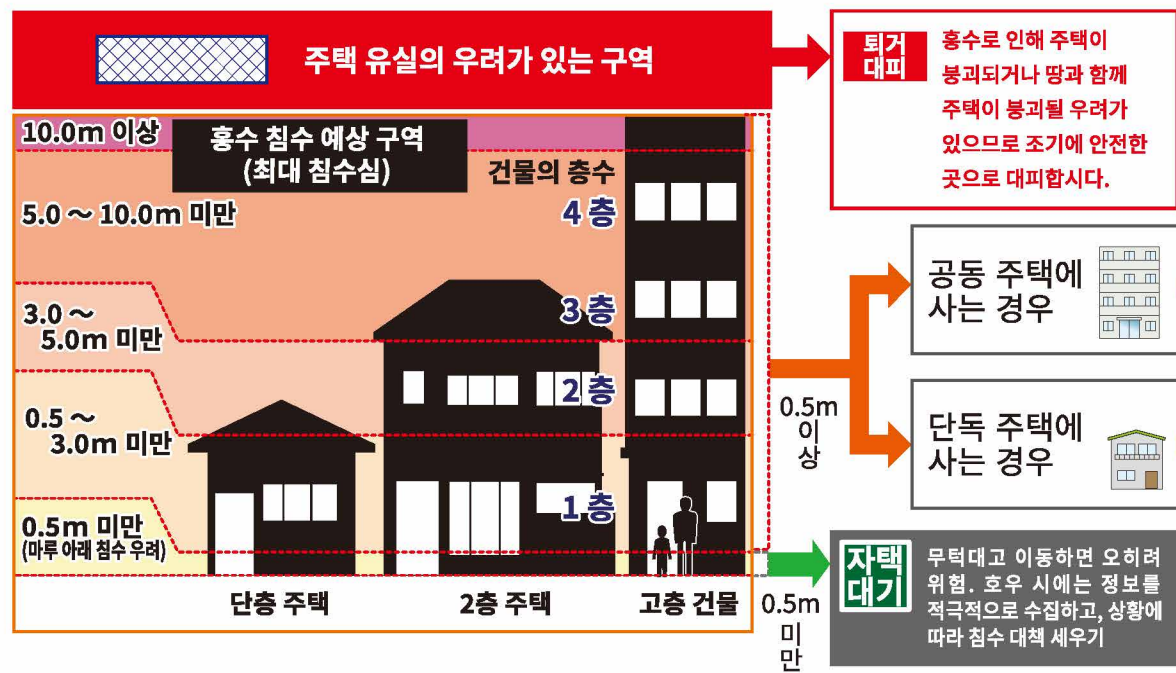 주택 유실의 우려가 있는 구역
퇴거
대피
홍수로 인해 주택이
붕괴되거나 땅과 함께
주택이 붕괴될 우려가
있으므로 조기에 안전한
곳으로 대피합시다.
10.0m 이상
홍수 침수 예상 구역
(최대 침수심)
건물의 층수
5.0 ～ 10.0m 미만
4 층
3.0 ～
5.0m 미만
3 층
0.5 ～
3.0m 미만
2 층
0.5m 미만
(마루 아래 침수 우려)
1 층
단층 주택
2층 주택
고층 건물
0.5m
이
상
공동 주택에
사는 경우
단독 주택에
사는 경우
0.5m
미
만
자택
대기
무턱대고 이동하면 오히려
위험. 호우 시에는 정보를
적극적으로 수집하고, 상황에
따라 침수 대책 세우기